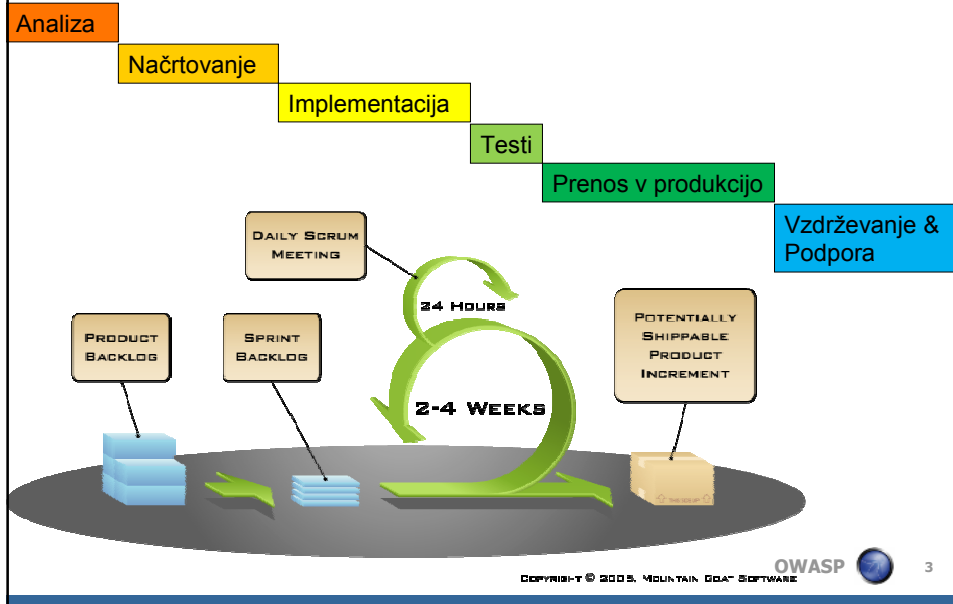 Analiza
Načrtovanje
Implementacija
Testi
Prenos v produkcijo
Vzdrževanje &
Podpora
DAILY SCRUM
MEETING
24 HOURS
PRODUCT
BACKLOG
SPRINT
BACKLOG
POTENTIALLY
SHIPPABLE
PRODUCT
INCREMENT
2-4 WEEKS
COPYRIGHT © 2005, MOUNTAIN GOAT SOFTWARE
OWASP
3